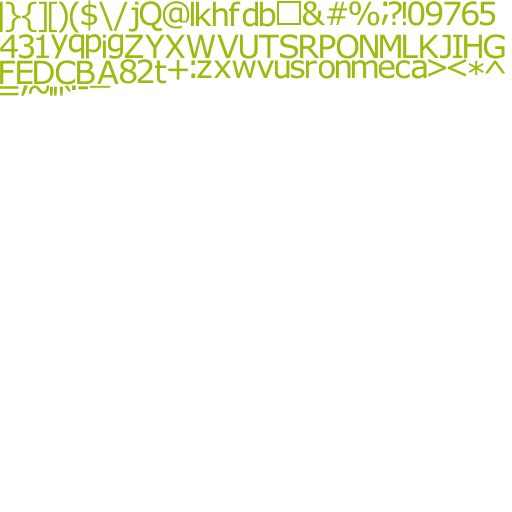 |}{][)($\/jQ@lkhfdb□&#%;?!09765
431yqpigZYXWVUTSRPONMLKJIHG
FEDCBA82t+:zxwvusronmeca><*^
=,/~"'`.-_